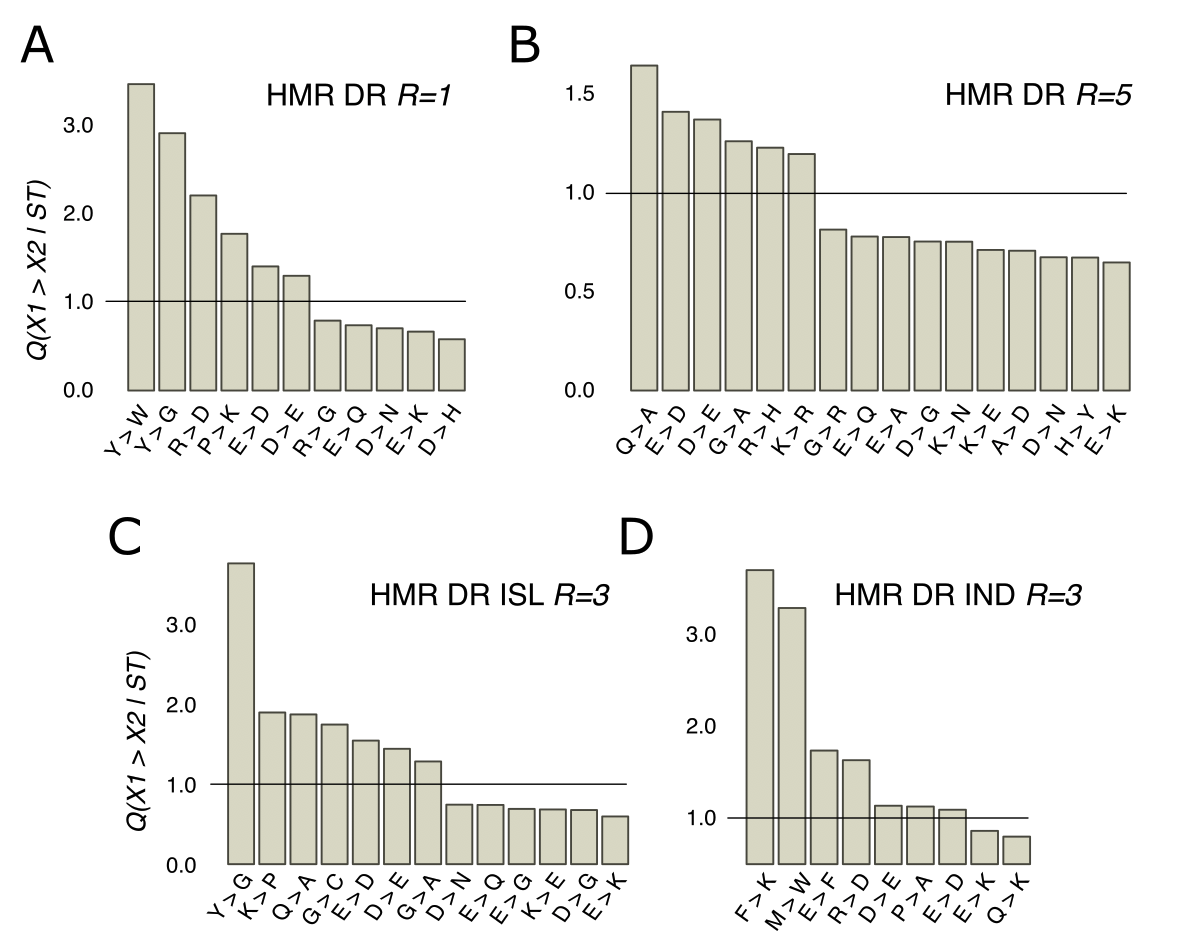 A
HMR DR R=1
Q(X1 > X2 | ST)
3.0
2.0
1.0
0.0
Y>W
Y>G
R>D
P>K
E>D
D>E
R>G
E>Q
D>N
E>K
D>H
B
HMR DR R=5
1.5
1.0
0.5
0.0
Q>A
E>D
D>E
G>A
R>H
K>R
G>R
E>Q
E>A
D>G
K>N
K>E
A>D
D>N
H>Y
E>K
C
HMR DR ISL R=3
Q(X1 > X2 | ST)
3.0
2.0
1.0
0.0
Y>G
K>P
Q>A
G>C
E>D
D>E
G>A
D>N
E>Q
E>G
K>E
D>G
E>K
D
HMR DR IND R=3
3.0
2.0
1.0
F>K
M>W
E>F
R>D
D>E
P>A
E>D
E>K
Q>K